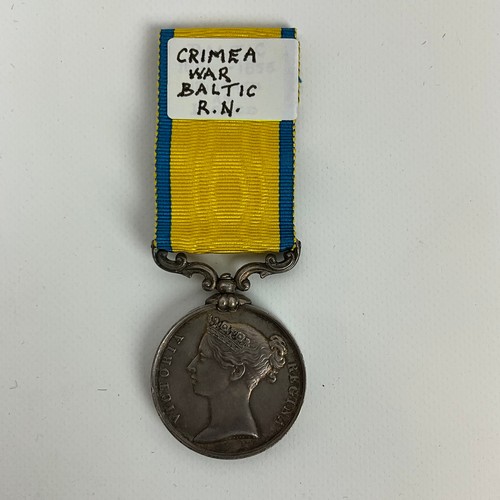 CRIMEA
WAR
BALTIC
R.N.
VICTORIA REGINA